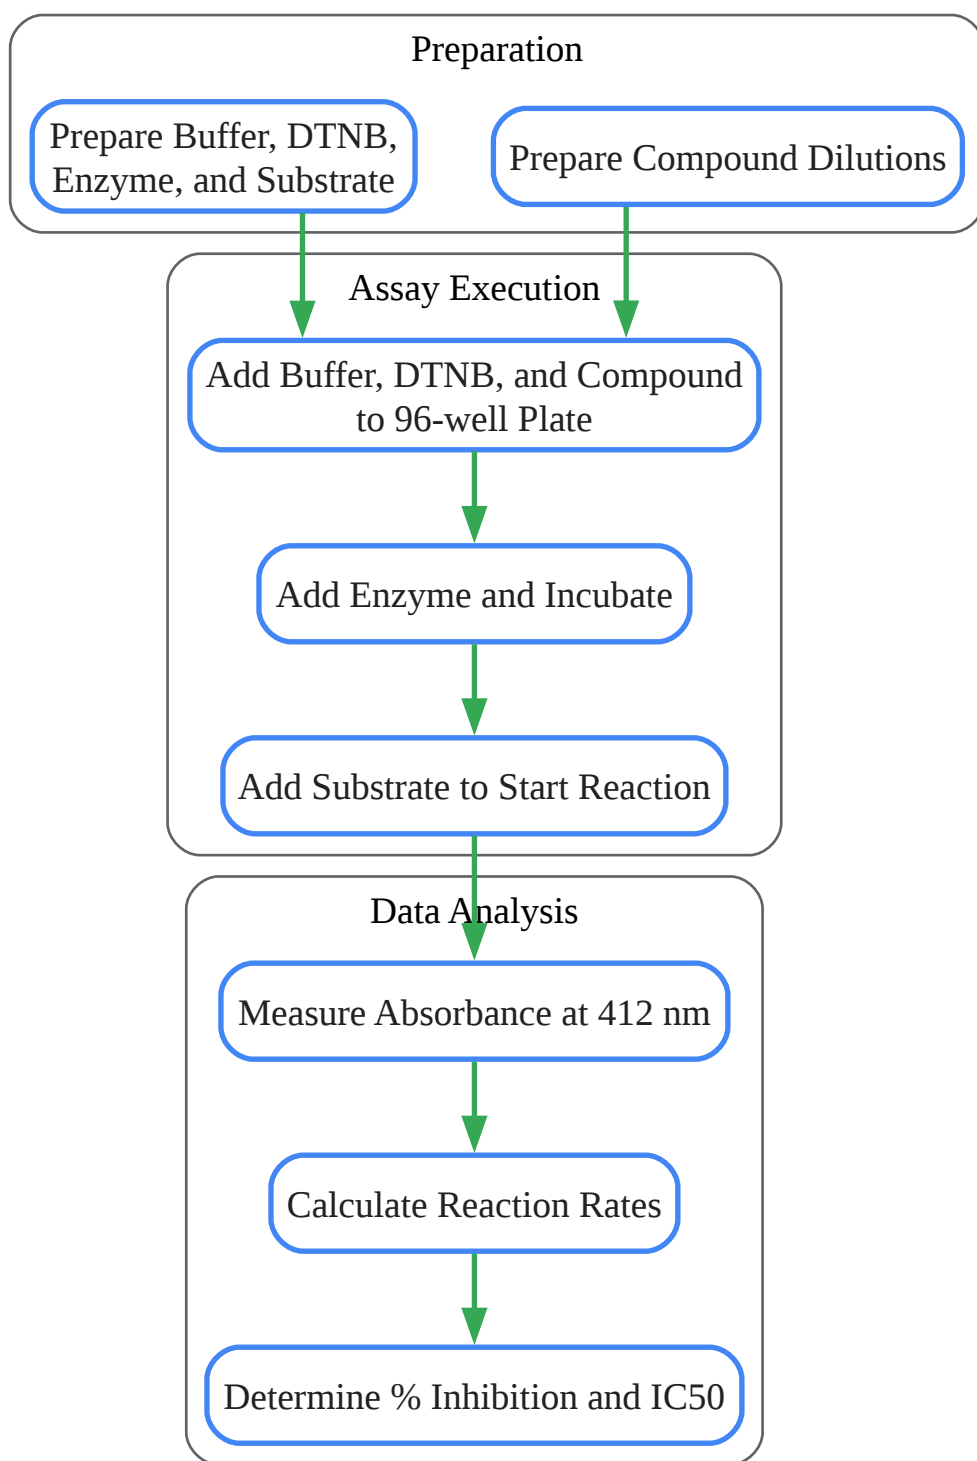 Preparation
Prepare Buffer, DTNB,
Enzyme, and Substrate
Prepare Compound Dilutions
Assay Execution
Add Buffer, DTNB, and Compound
to 96-well Plate
Add Enzyme and Incubate
Add Substrate to Start Reaction
Data Analysis
Measure Absorbance at 412 nm
Calculate Reaction Rates
Determine % Inhibition and IC50